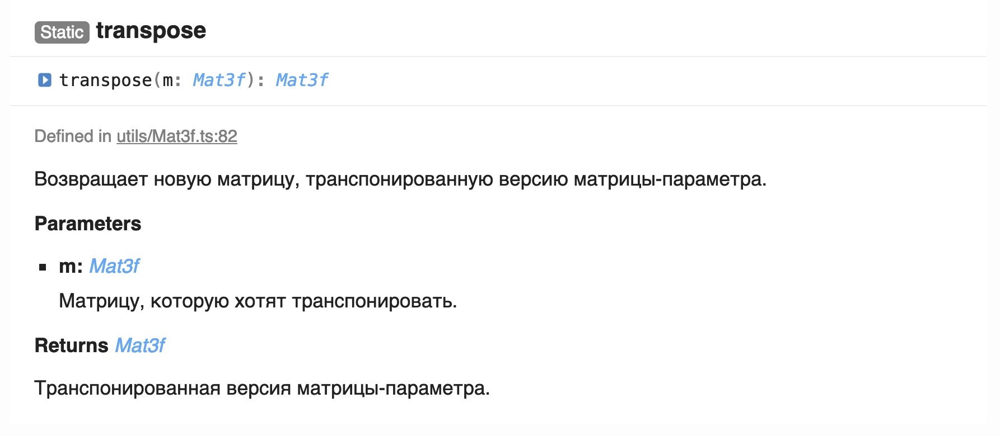 Static transpose
transpose(m: Mat3f): Mat3f
Defined in utils/Mat3f.ts:82
Возвращает новую матрицу, транспонированную версию матрицы-параметра.
Parameters
m: Mat3f
Матрицу, которую хотят транспонировать.
Returns Mat3f
Транспонированная версия матрицы-параметра.